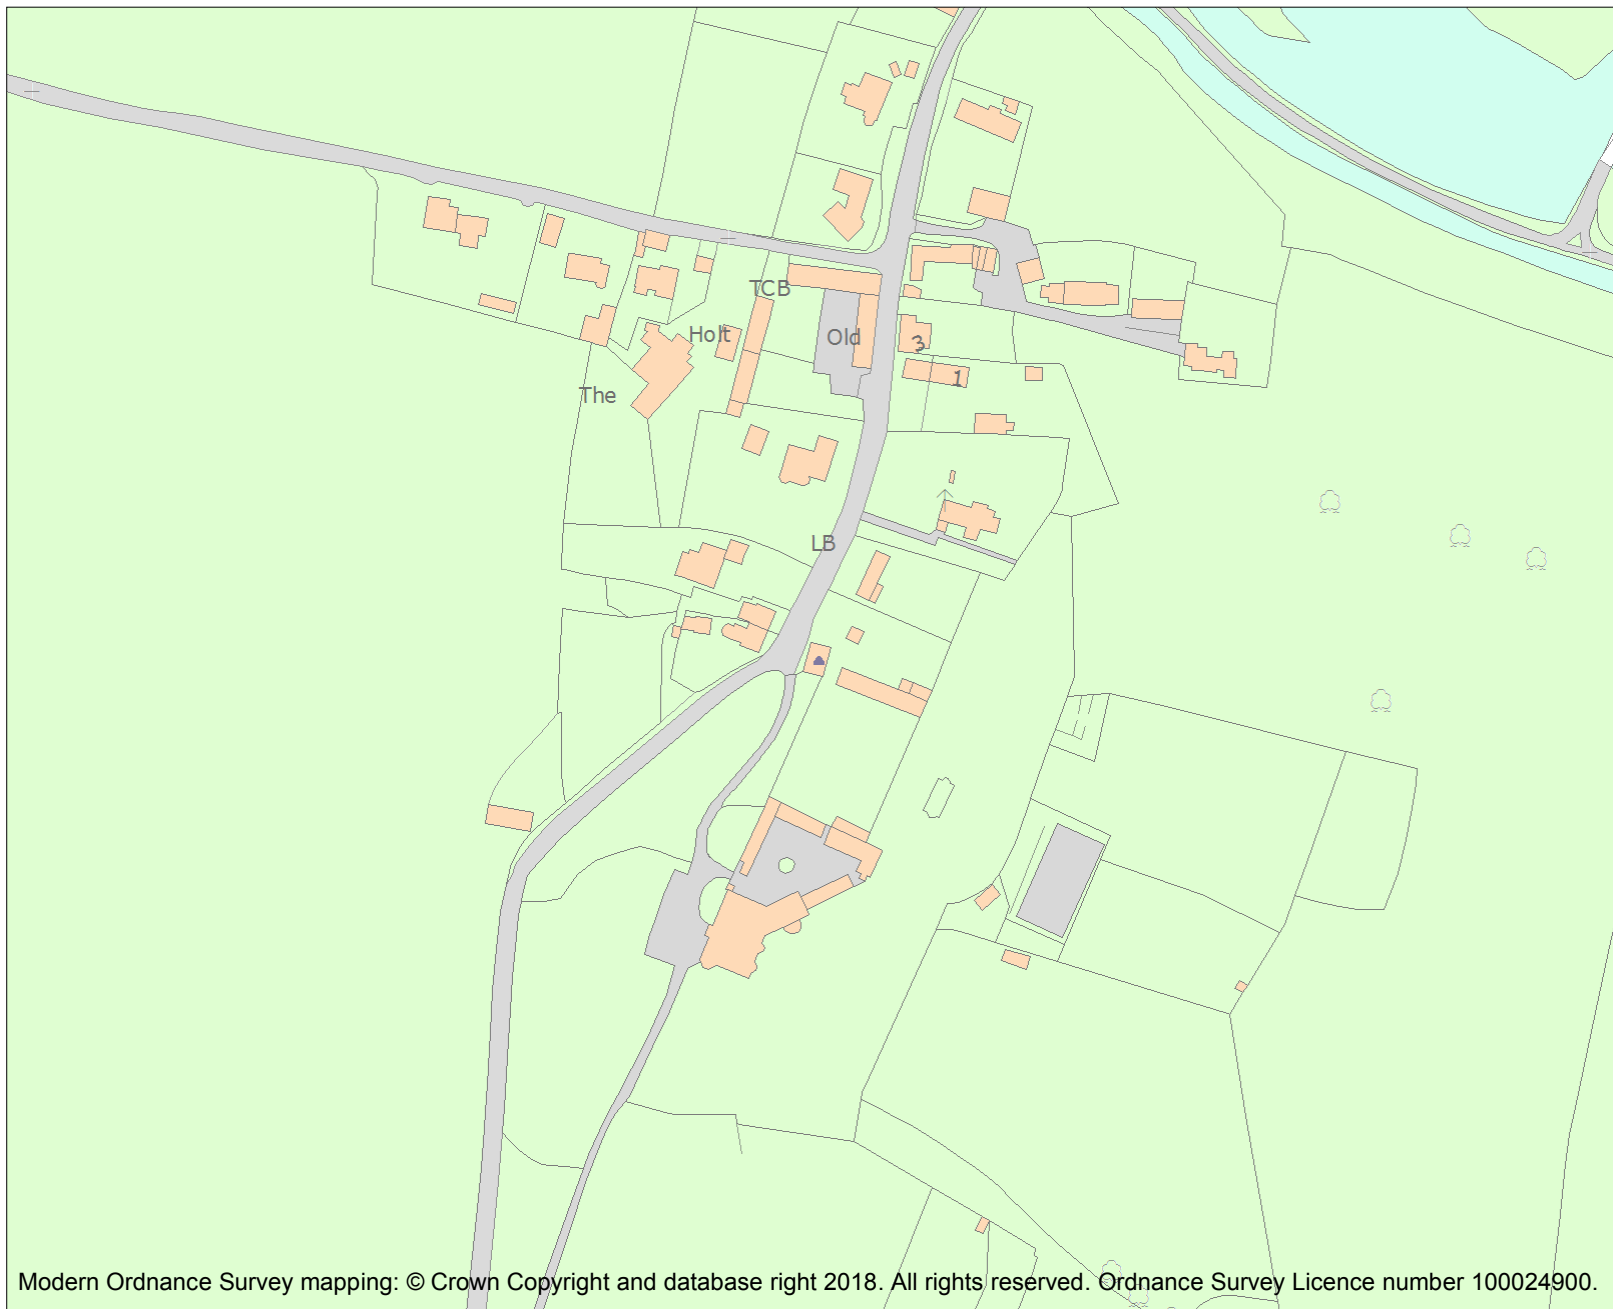 TCB
Holt
Old
3
The
1
LB
Modern Ordnance Survey mapping: © Crown Copyright and database right 2018. All rights reserved. Ordnance Survey Licence number 100024900.